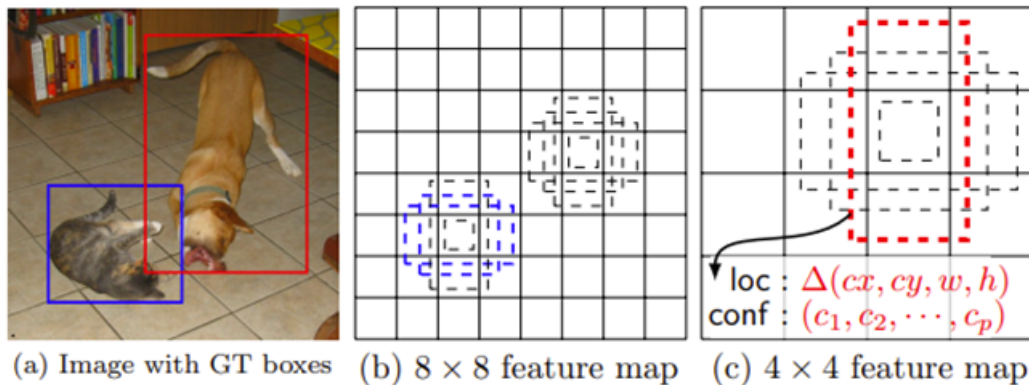 loc : Δ(cx, cy, w, h)
conf : (c₁, c₂, ⋯, cₚ)
(a) Image with GT boxes
(b) 8 × 8 feature map
(c) 4 × 4 feature map